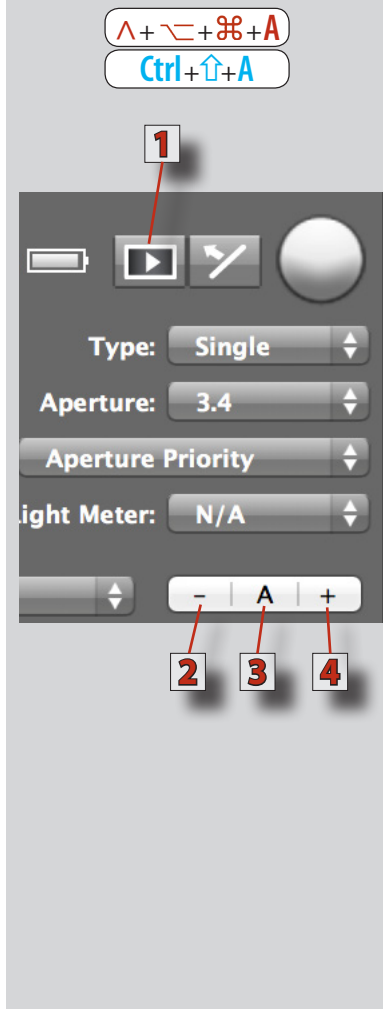 ⌃+⌥+⌘+A
Ctrl+⇧+A
1
Type: Single
Aperture: 3.4
Aperture Priority
ight Meter: N/A
- A +
2 3 4